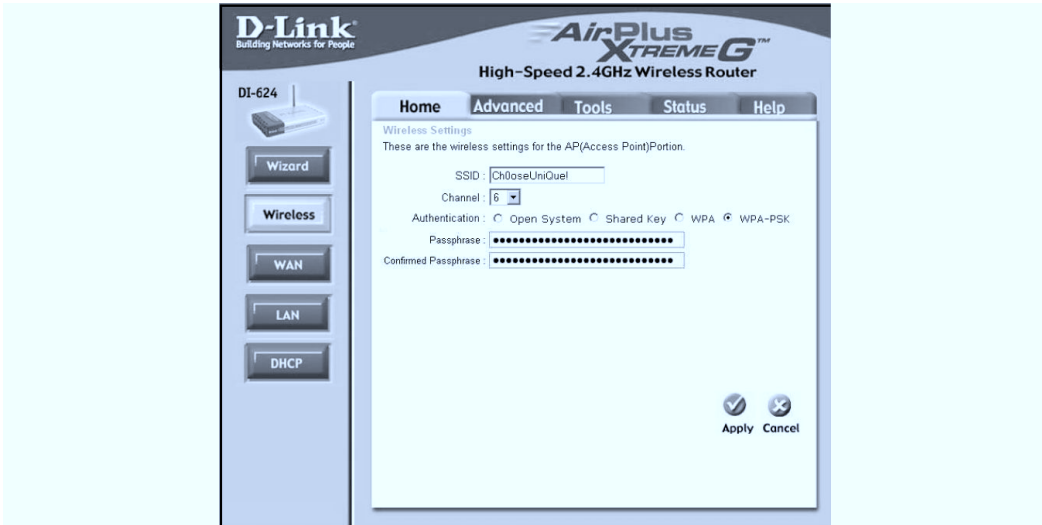 D-Link
Building Networks for People
AirPlus
XTREME G™
High-Speed 2.4GHz Wireless Router
DI-624
Home Advanced Tools Status Help
Wizard
Wireless
WAN
LAN
DHCP
Wireless Settings
These are the wireless settings for the AP(Access Point)Portion.
SSID : Ch0oseUniQuel
Channel : 6
Authentication : Open System Shared Key WPA WPA-PSK
Passphrase : •••••••••••••••••••••••••••••
Confirmed Passphrase : •••••••••••••••••••••••••••••
Apply Cancel